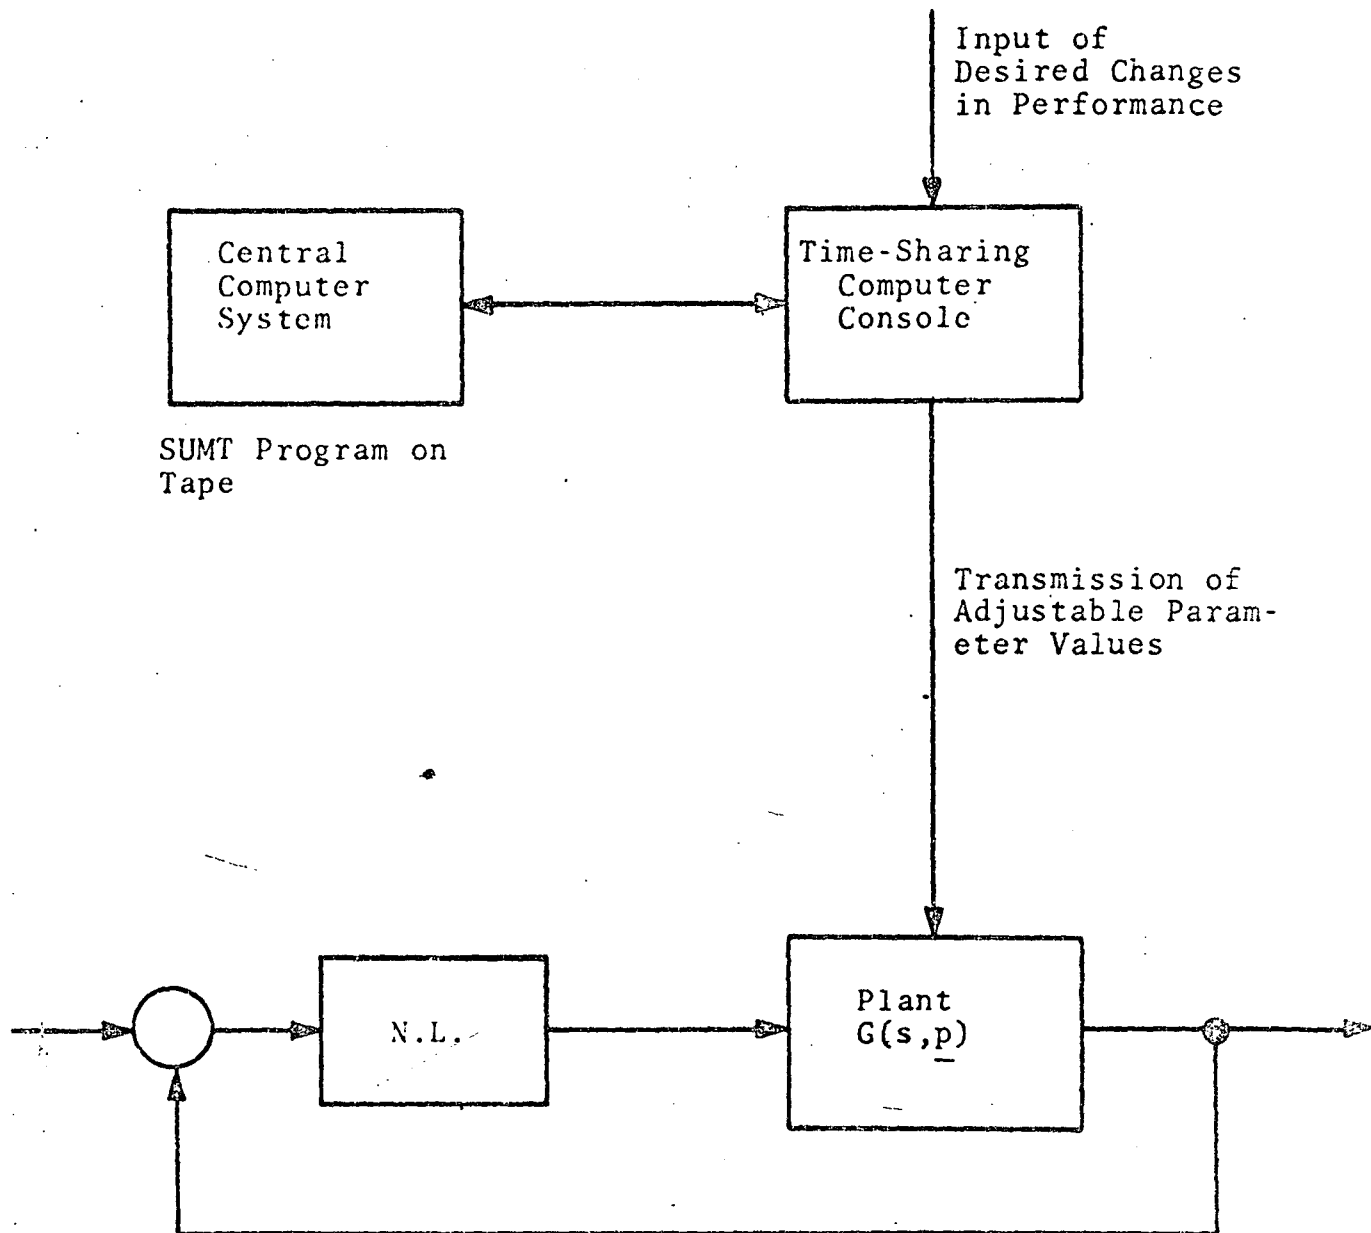 Input of
Desired Changes
in Performance
Central
Computer
System
Time-Sharing
Computer
Console
SUMT Program on
Tape
Transmission of
Adjustable Param-
eter Values
N.L.
Plant
G(s,p)